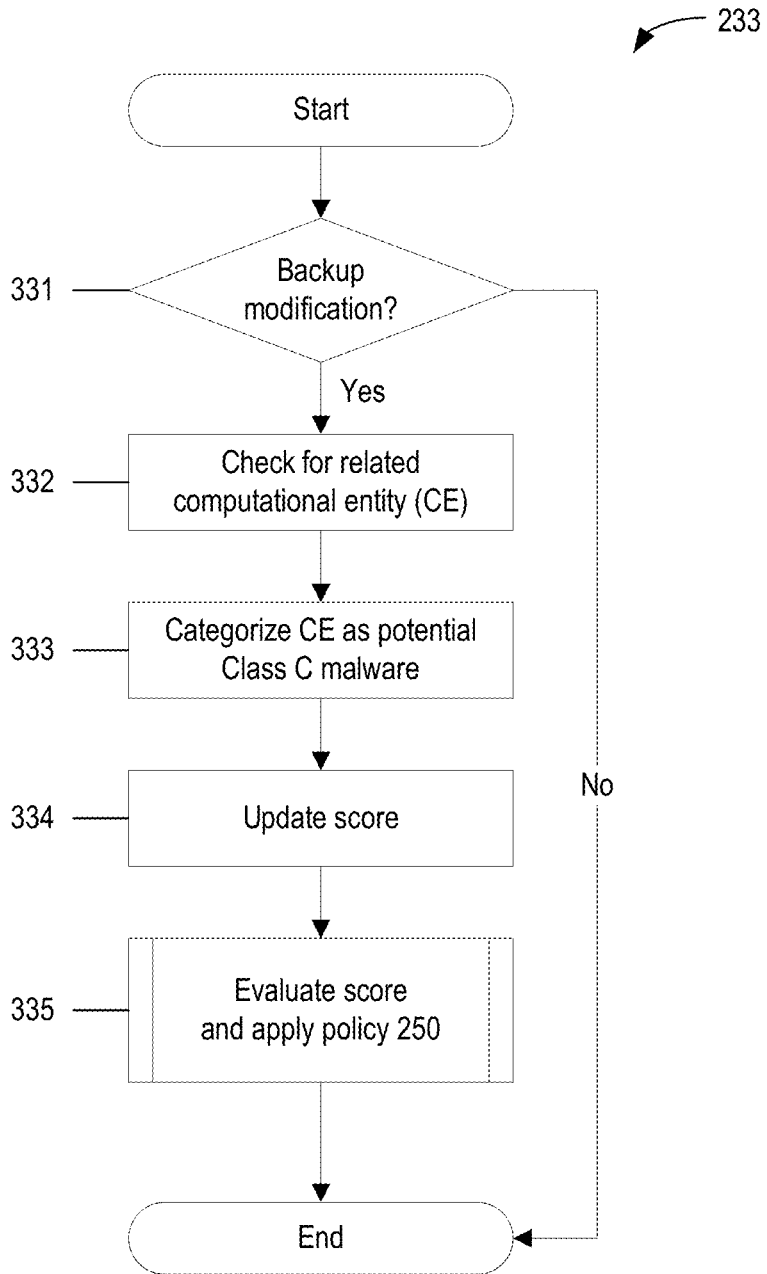 233
Start
331
Backup
modification?
Yes
332
Check for related
computational entity (CE)
333
Categorize CE as potential
Class C malware
No
334
Update score
335
Evaluate score
and apply policy 250
End